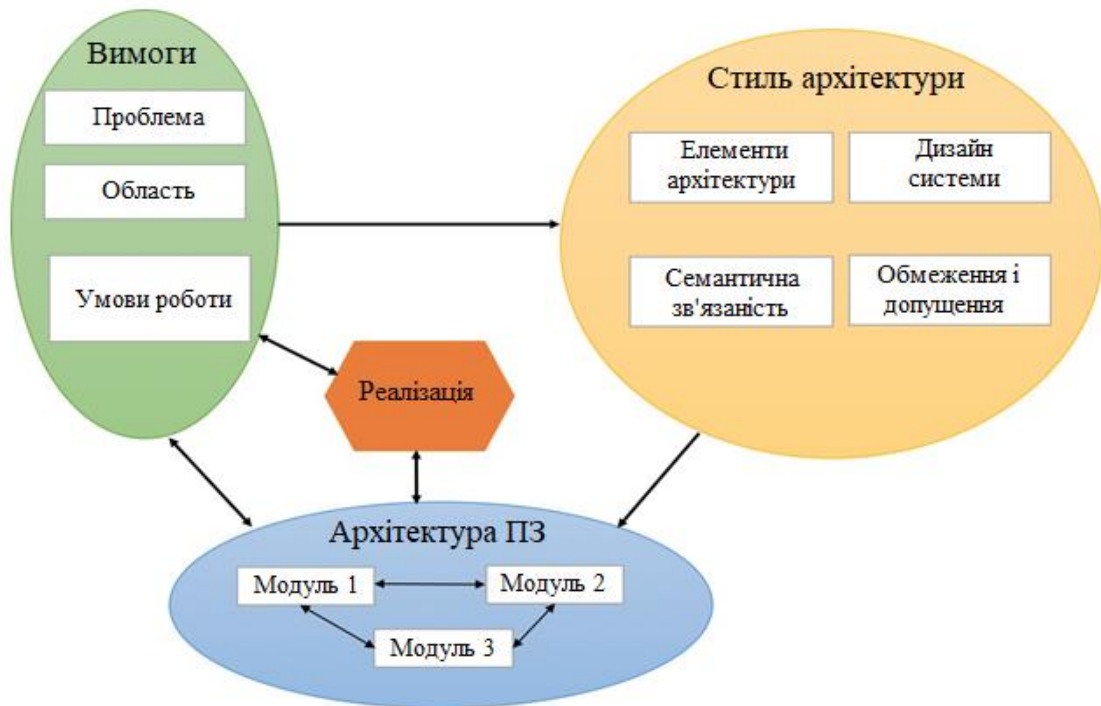 Вимоги
Проблема
Область
Умови роботи
Стиль архітектури
Елементи
архітектури
Дизайн
системи
Семантична
зв'язаність
Обмеження і
допущення
Реалізація
Архітектура ПЗ
Модуль 1
Модуль 2
Модуль 3